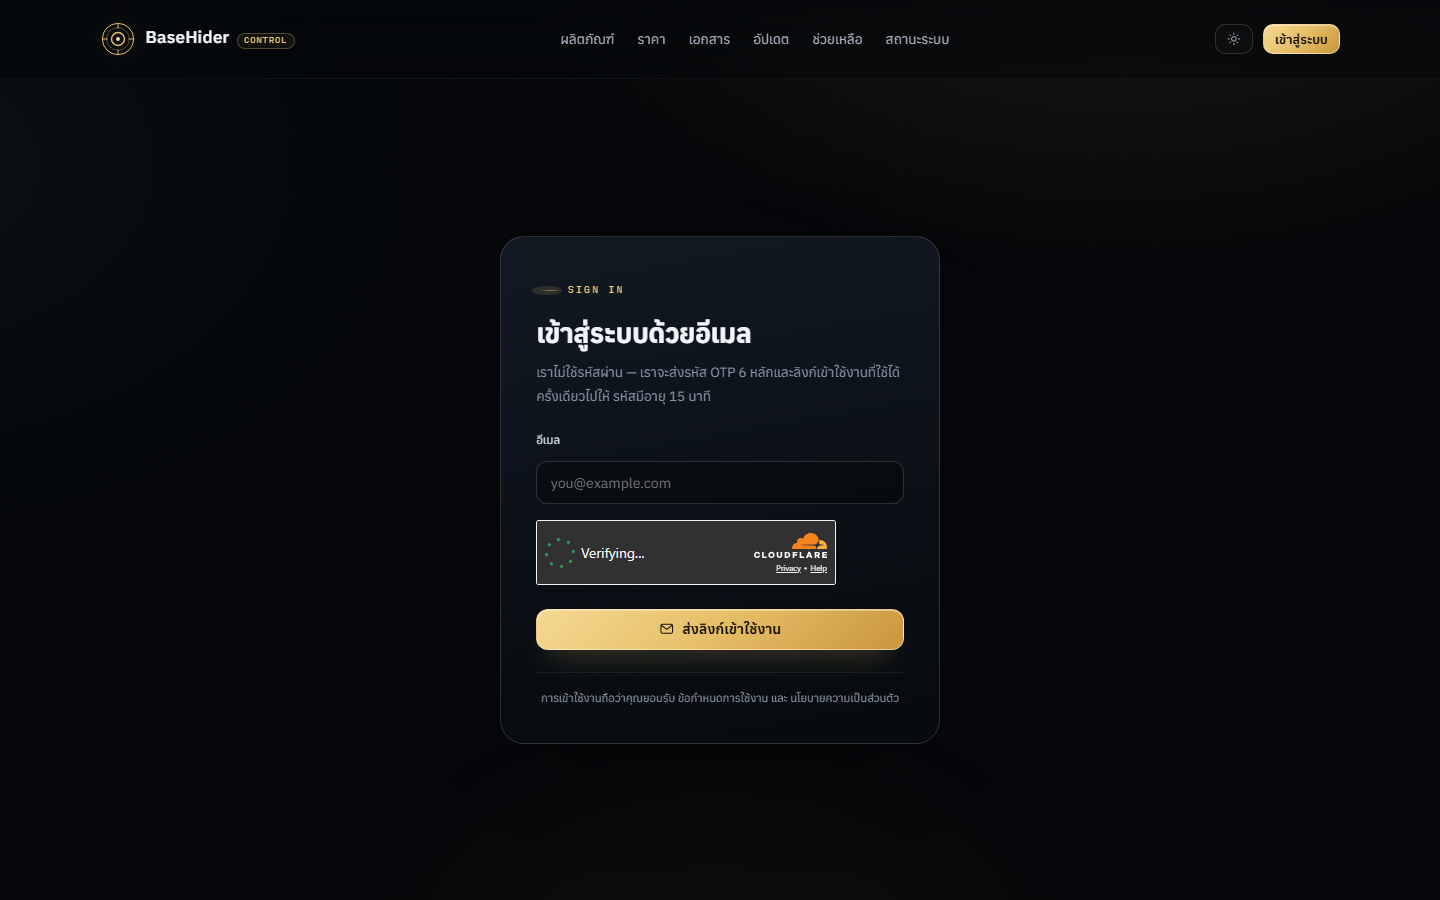 BaseHider CONTROL
ผลิตภัณฑ์ ราคา เอกสาร อัปเดต ช่วยเหลือ สถานะระบบ
เข้าสู่ระบบ
SIGN IN
เข้าสู่ระบบด้วยอีเมล
เราไม่ใช้รหัสผ่าน — เราจะส่งรหัส OTP 6 หลักและลิงก์เข้าใช้งานที่ใช้ได้
ครั้งเดียวไปให้ รหัสมีอายุ 15 นาที
อีเมล
you@example.com
Verifying...
CLOUDFLARE
Privacy • Help
ส่งลิงก์เข้าใช้งาน
การเข้าใช้งานถือว่าคุณยอมรับ ข้อกำหนดการใช้งาน และ นโยบายความเป็นส่วนตัว